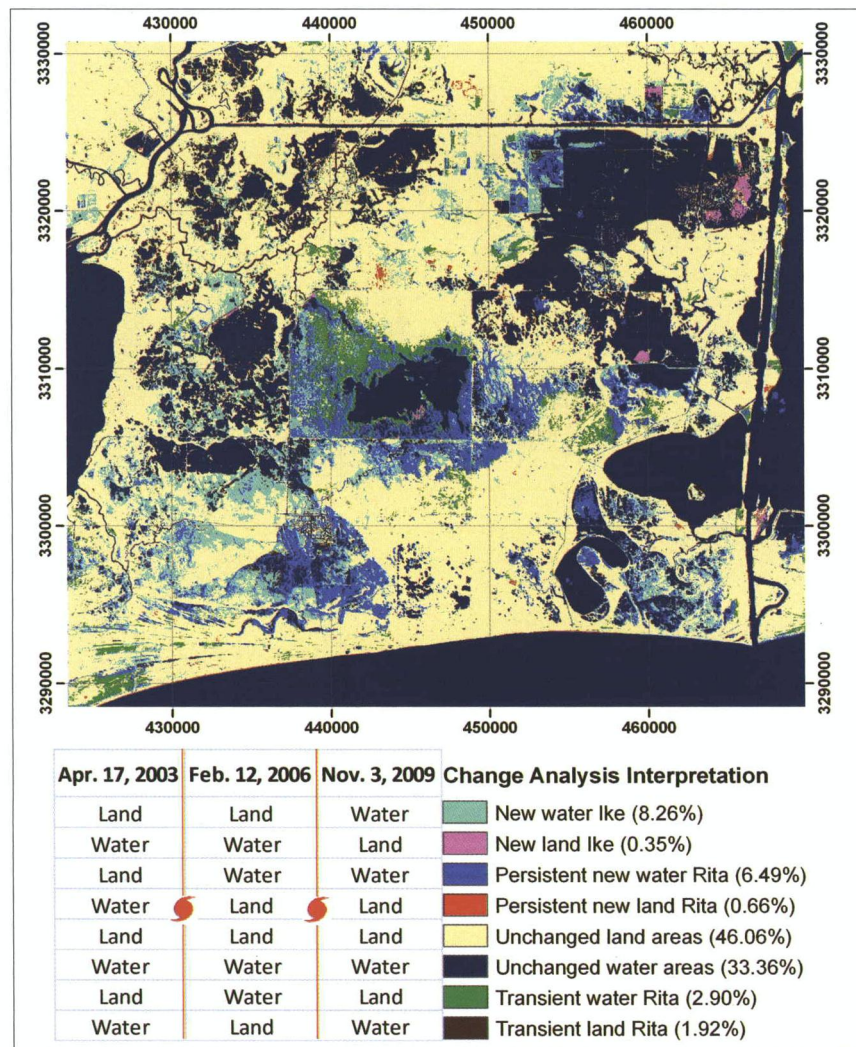 430000 440000 450000 460000
3330000 3330000
3320000 3320000
3310000 3310000
3300000 3300000
3290000 3290000
430000 440000 450000 460000
Apr. 17, 2003 Feb. 12, 2006 Nov. 3, 2009 Change Analysis Interpretation
Land Land Water New water Ike (8.26%)
Water Water Land New land Ike (0.35%)
Land Water Water Persistent new water Rita (6.49%)
Water Land Land Persistent new land Rita (0.66%)
Land Land Land Unchanged land areas (46.06%)
Water Water Water Unchanged water areas (33.36%)
Land Water Land Transient water Rita (2.90%)
Water Land Water Transient land Rita (1.92%)